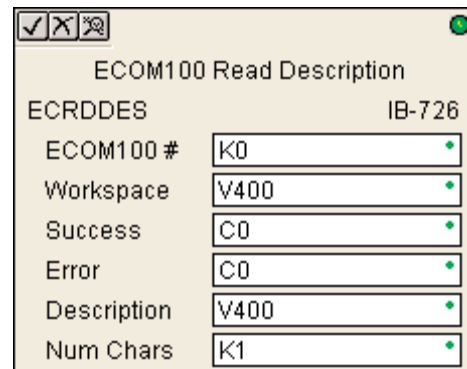 ECOM100 Read Description
ECRDDES IB-726
ECOM100 # K0
Workspace V400
Success C0
Error C0
Description V400
Num Chars K1